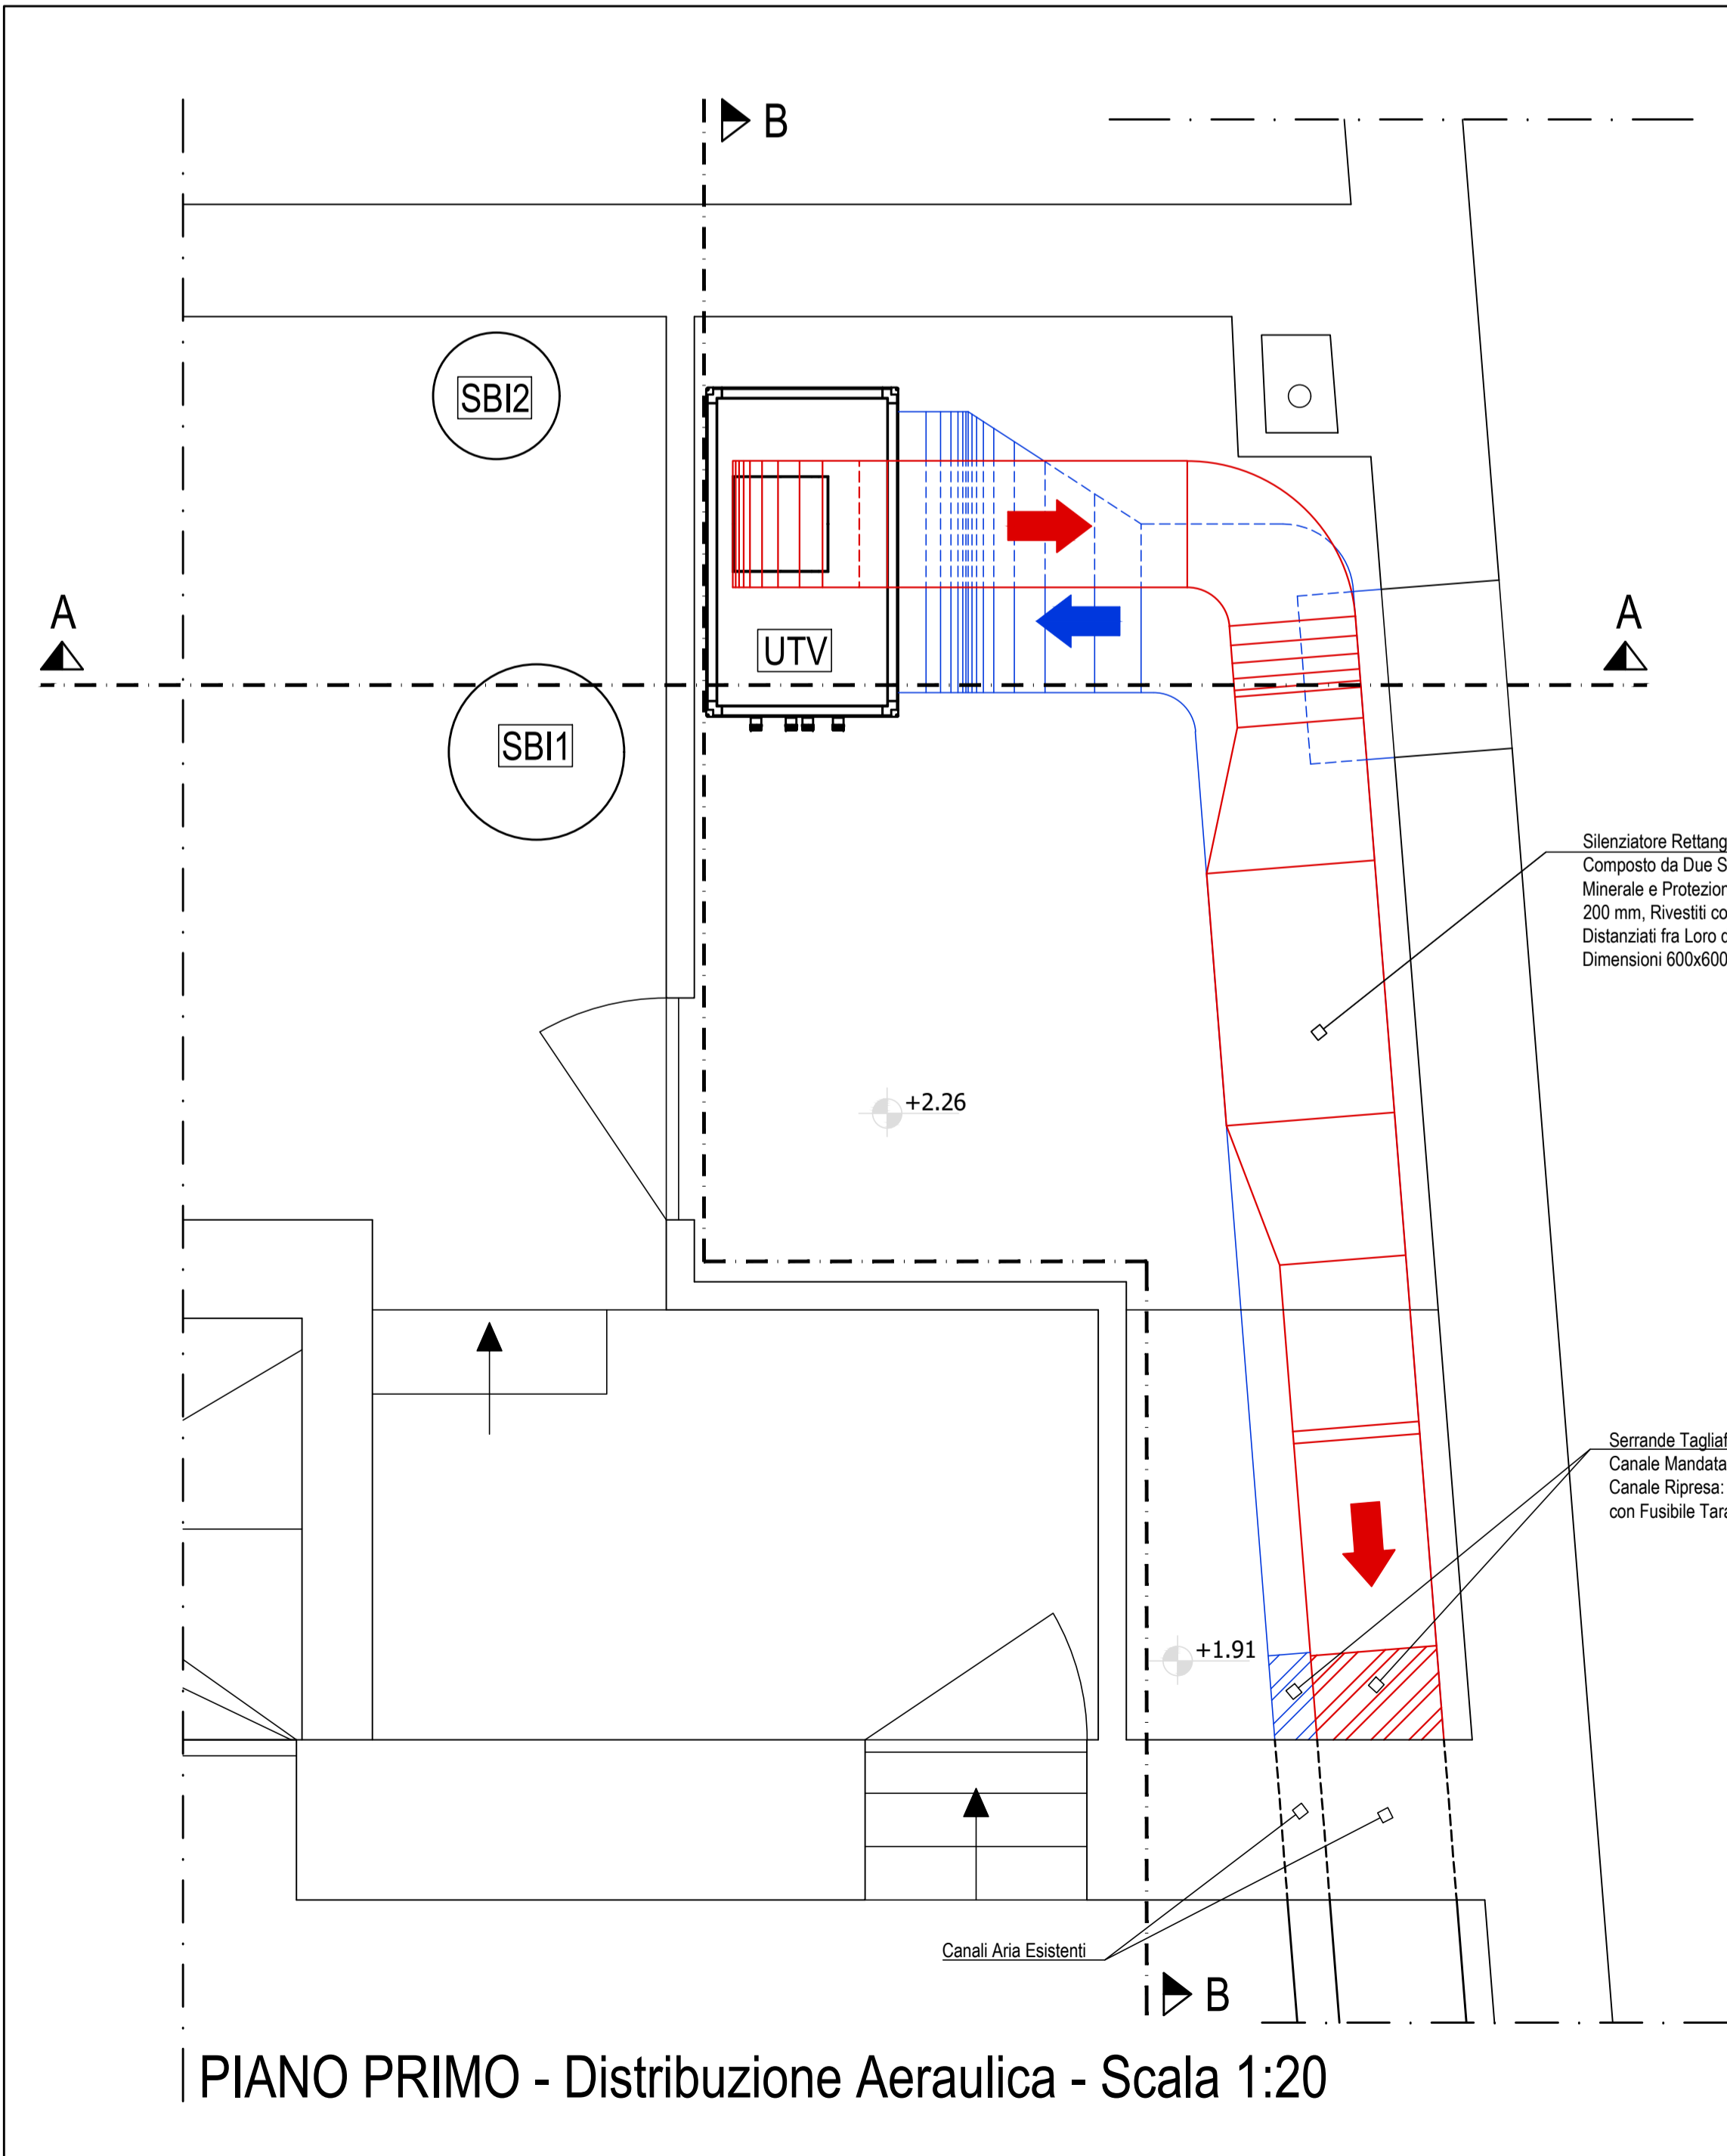 B
SBI2
A
A
UTV
SBI1
Silenziatore Rettang
Composto da Due S
Minerale e Protezion
200 mm, Rivestiti co
Distanziati fra Loro d
Dimensioni 600x600
+2.26
Serrande Tagliaf
Canale Mandata
Canale Ripresa:
con Fusibile Tara
+1.91
Canali Aria Esistenti
B
PIANO PRIMO - Distribuzione Aeraulica - Scala 1:20